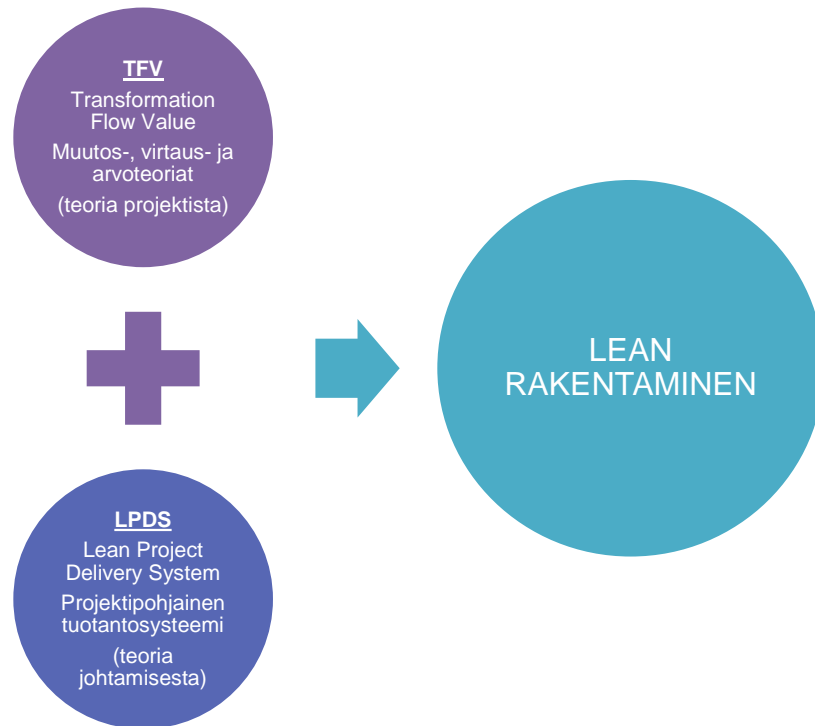 TFV
Transformation
Flow Value
Muutos-, virtaus- ja
arvoteoriat
(teoria projektista)
LPDS
Lean Project
Delivery System
Projektipohjainen
tuotantosysteemi
(teoria
johtamisesta)
LEAN
RAKENTAMINEN